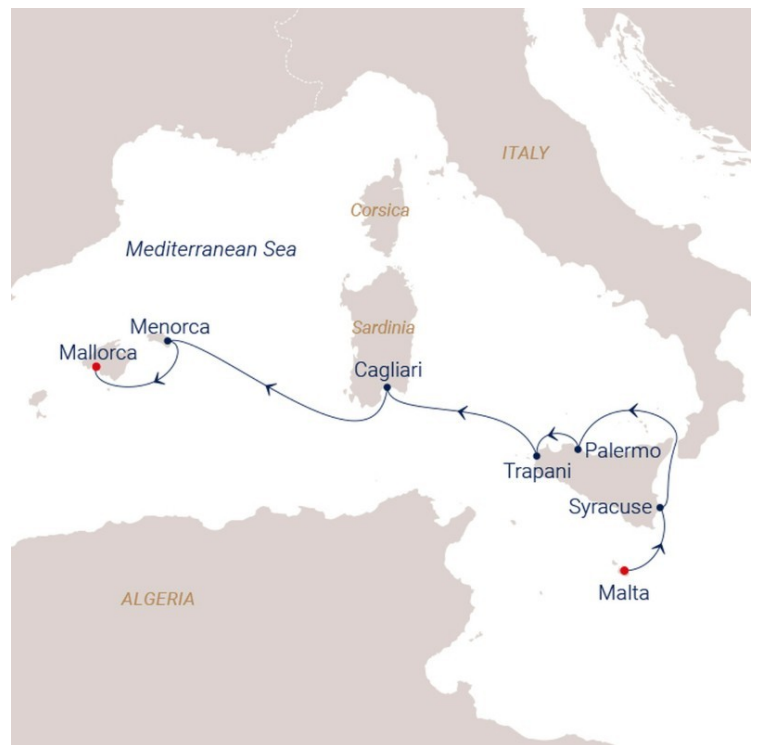 ITALY
Corsica
Mediterranean Sea
Menorca
Sardinia
Mallorca
Cagliari
Palermo
Trapani
Syracuse
Malta
ALGERIA